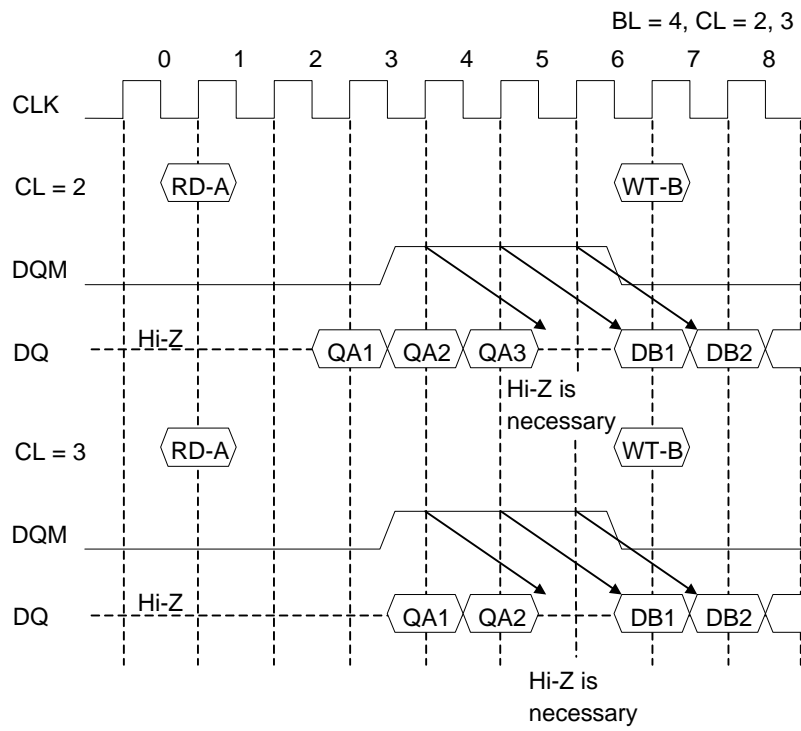 BL = 4, CL = 2, 3
0 1 2 3 4 5 6 7 8
CLK
CL = 2 RD-A WT-B
DQM
DQ Hi-Z QA1 QA2 QA3 DB1 DB2
Hi-Z is
necessary
CL = 3 RD-A WT-B
DQM
DQ Hi-Z QA1 QA2 DB1 DB2
Hi-Z is
necessary